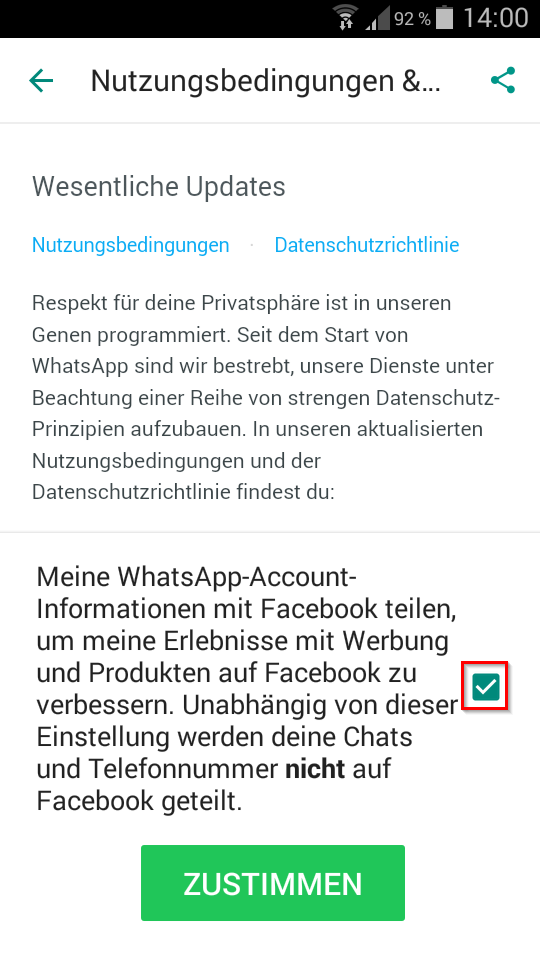 92 % 14:00
Nutzungsbedingungen &...
Wesentliche Updates
Nutzungsbedingungen · Datenschutzrichtlinie
Respekt für deine Privatsphäre ist in unseren
Genen programmiert. Seit dem Start von
WhatsApp sind wir bestrebt, unsere Dienste unter
Beachtung einer Reihe von strengen Datenschutz-
Prinzipien aufzubauen. In unseren aktualisierten
Nutzungsbedingungen und der
Datenschutzrichtlinie findest du:
Meine WhatsApp-Account-
Informationen mit Facebook teilen,
um meine Erlebnisse mit Werbung
und Produkten auf Facebook zu
verbessern. Unabhängig von dieser
Einstellung werden deine Chats
und Telefonnummer nicht auf
Facebook geteilt.
ZUSTIMMEN